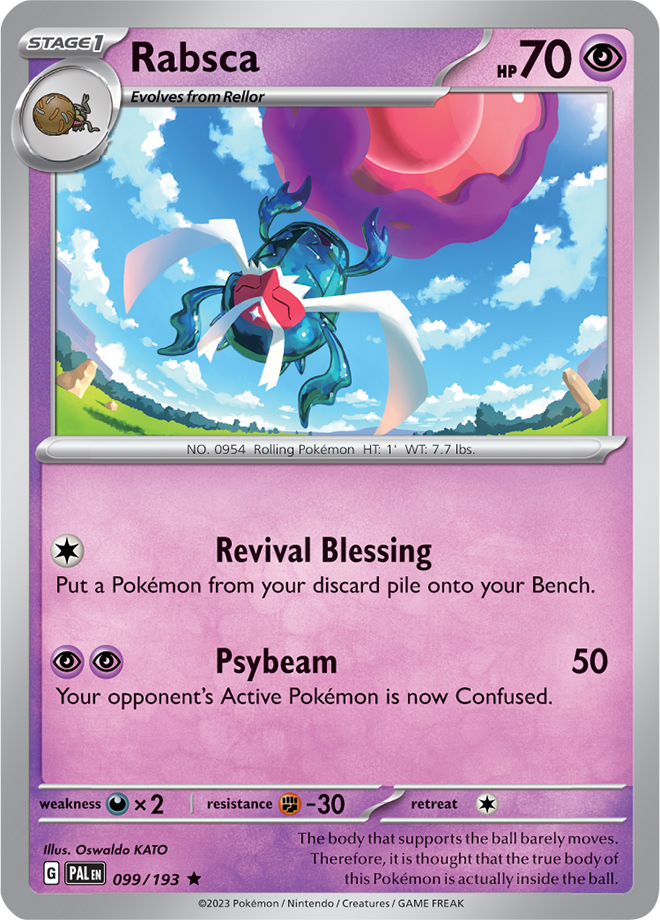 STAGE 1
Rabsca
HP 70
Evolves from Rellor
NO. 0954 Rolling Pokémon HT: 1' WT: 7.7 lbs.
Revival Blessing
Put a Pokémon from your discard pile onto your Bench.
Psybeam 50
Your opponent's Active Pokémon is now Confused.
weakness ×2 resistance -30 retreat
Illus. Oswaldo KATO
The body that supports the ball barely moves.
Therefore, it is thought that the true body of
this Pokémon is actually inside the ball.
G PAL EN 099/193 ★
©2023 Pokémon / Nintendo / Creatures / GAME FREAK